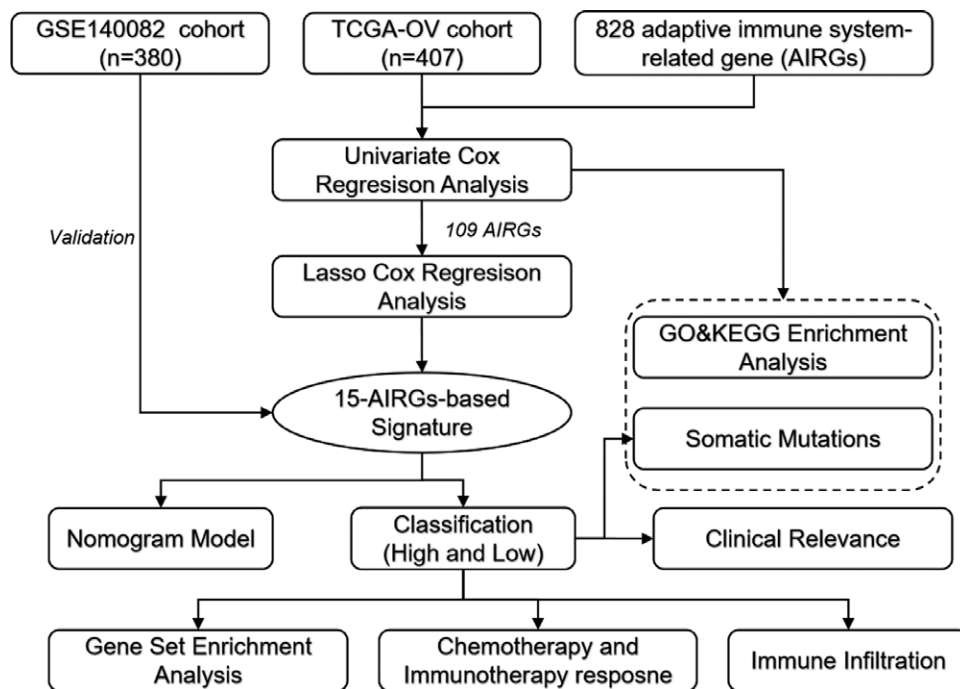 GSE140082 cohort
(n=380)
TCGA-OV cohort
(n=407)
828 adaptive immune system-
related gene (AIRGs)
Univariate Cox
Regresison Analysis
Validation
109 AIRGs
Lasso Cox Regresison
Analysis
GO&KEGG Enrichment
Analysis
15-AIRGs-based
Signature
Somatic Mutations
Nomogram Model
Classification
(High and Low)
Clinical Relevance
Gene Set Enrichment
Analysis
Chemotherapy and
Immunotherapy resposne
Immune Infiltration